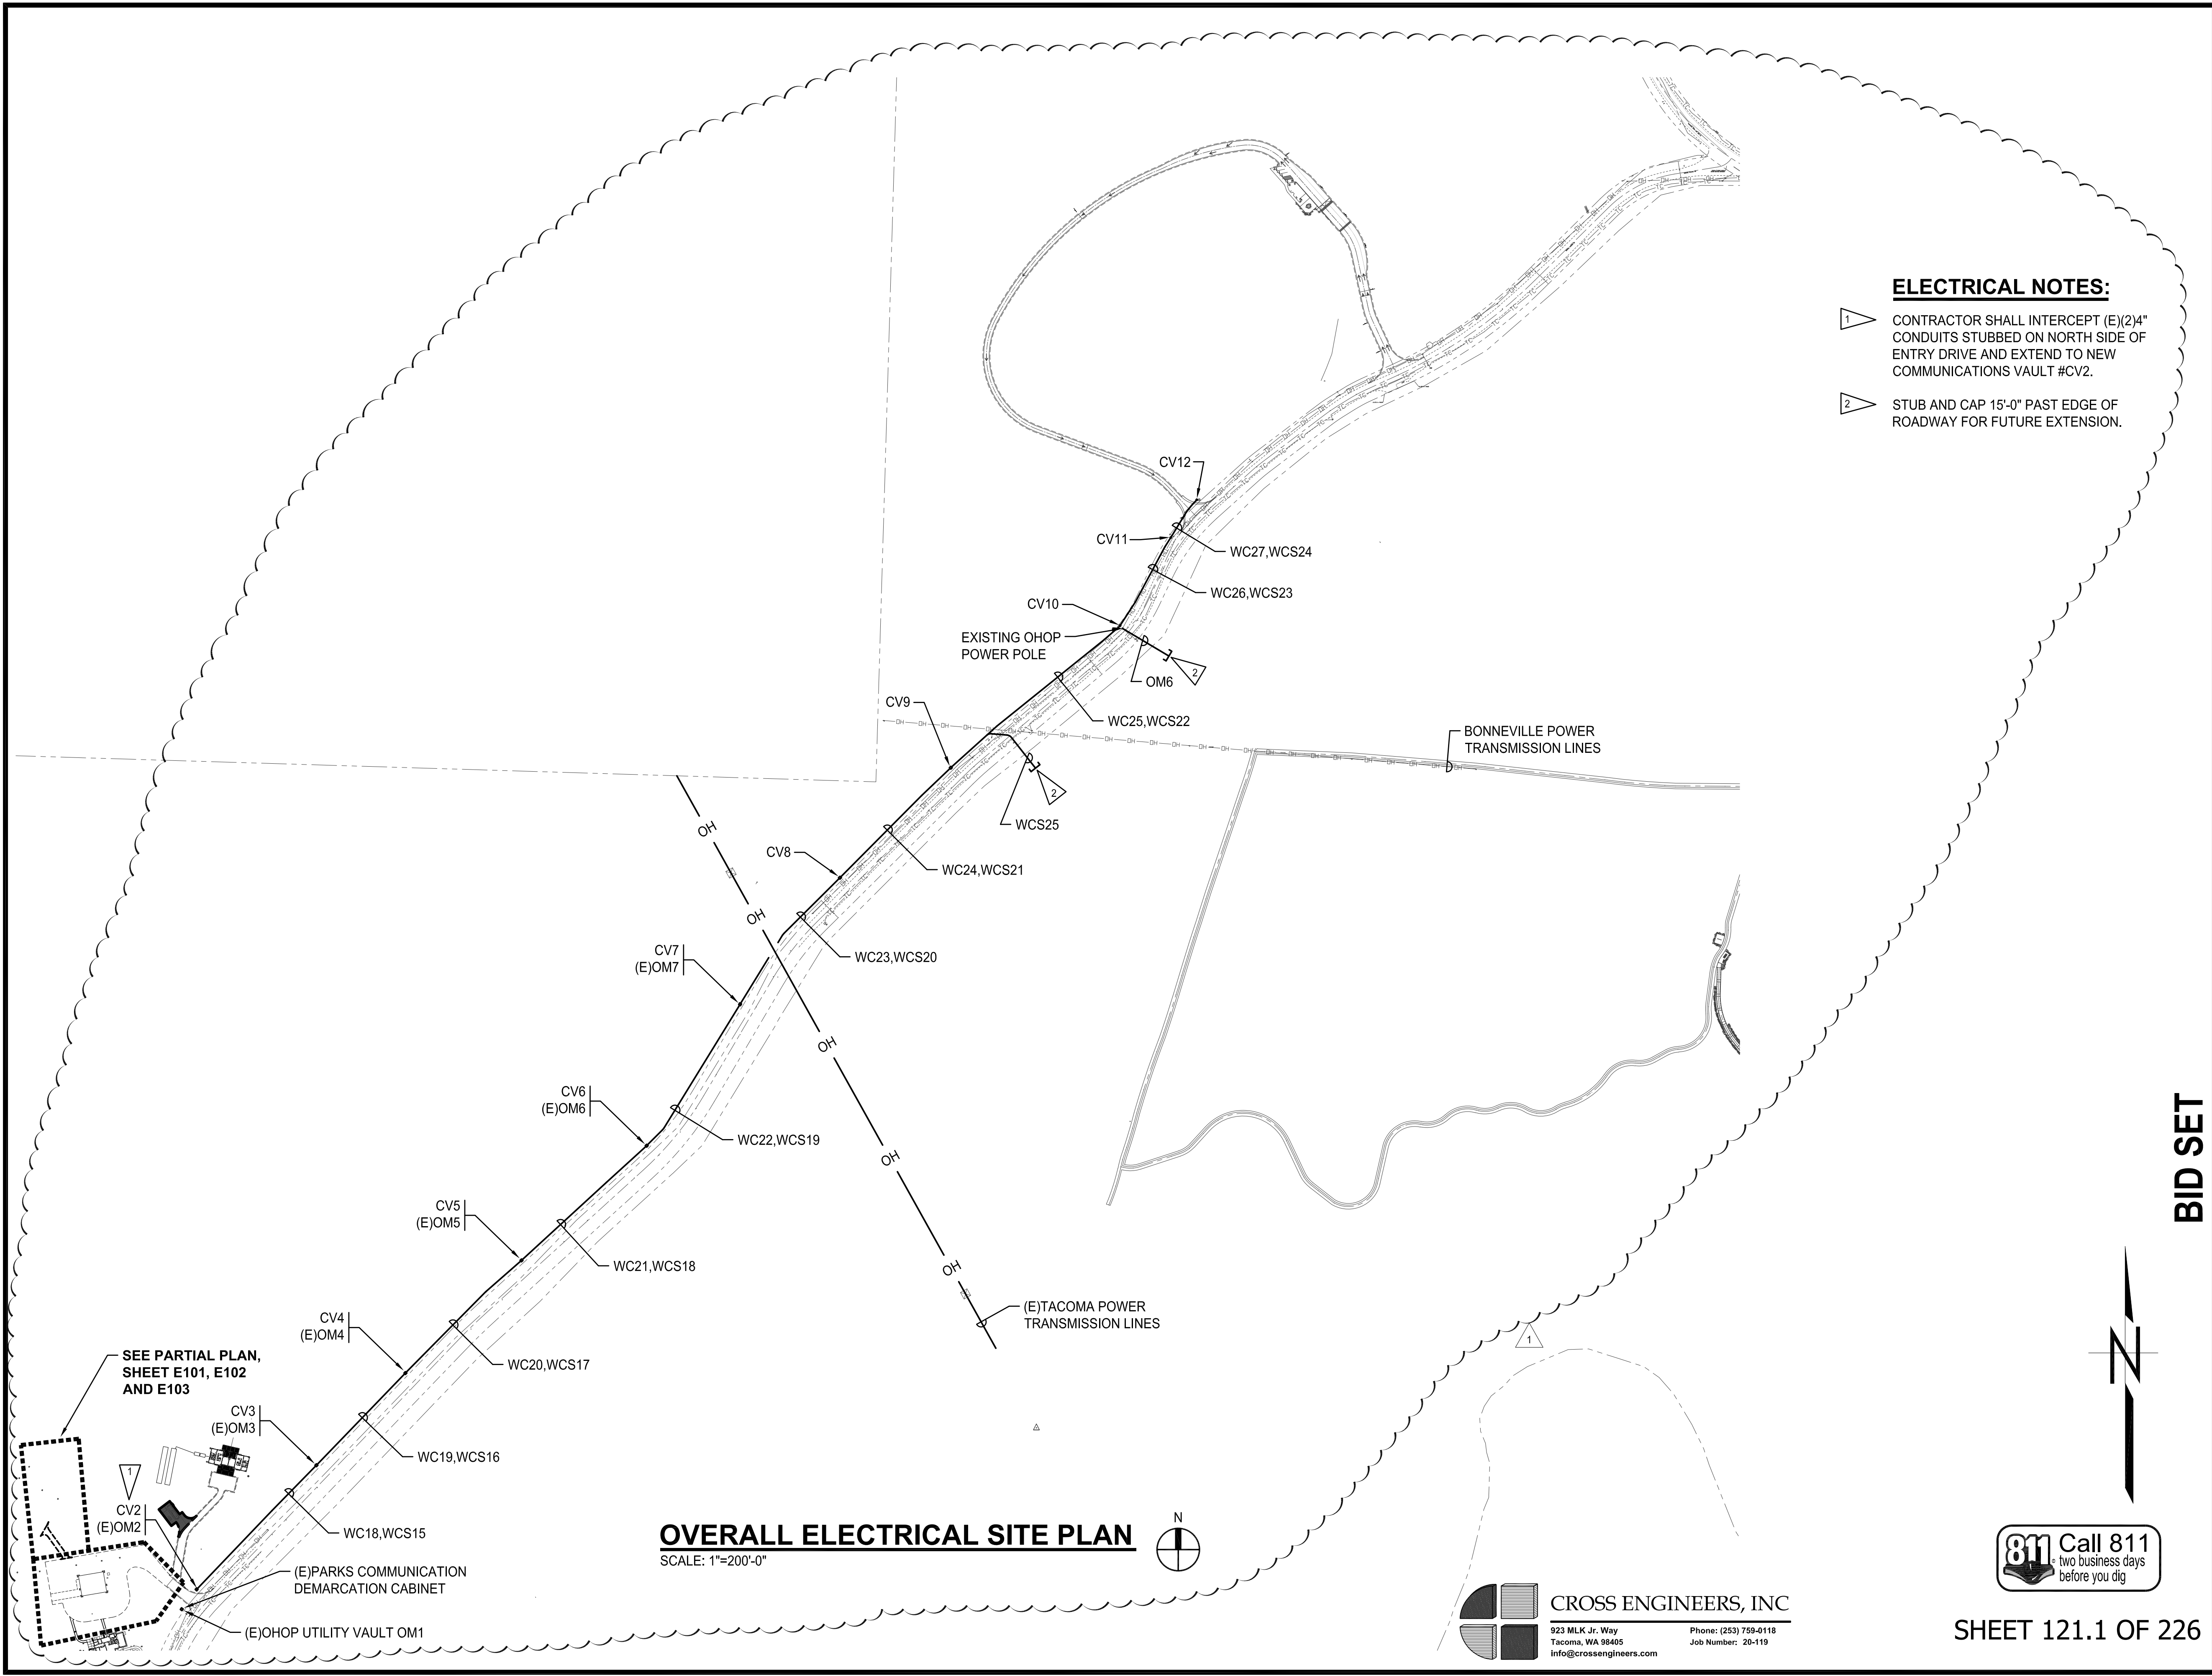 ELECTRICAL NOTES:
1
CONTRACTOR SHALL INTERCEPT (E)(2)4"
CONDUITS STUBBED ON NORTH SIDE OF
ENTRY DRIVE AND EXTEND TO NEW
COMMUNICATIONS VAULT #CV2.
2
STUB AND CAP 15'-0" PAST EDGE OF
ROADWAY FOR FUTURE EXTENSION.
CV12
CV11
WC27,WCS24
WC26,WCS23
CV10
EXISTING OHOP
POWER POLE
2
OM6
WC25,WCS22
CV9
BONNEVILLE POWER
TRANSMISSION LINES
2
WCS25
OH
CV8
WC24,WCS21
OH
CV7
(E)OM7
WC23,WCS20
OH
CV6
(E)OM6
WC22,WCS19
OH
CV5
(E)OM5
WC21,WCS18
OH
(E)TACOMA POWER
TRANSMISSION LINES
1
CV4
(E)OM4
WC20,WCS17
SEE PARTIAL PLAN,
SHEET E101, E102
AND E103
CV3
(E)OM3
WC19,WCS16
1
CV2
(E)OM2
WC18,WCS15
(E)PARKS COMMUNICATION
DEMARCATION CABINET
(E)OHOP UTILITY VAULT OM1
OVERALL ELECTRICAL SITE PLAN
SCALE: 1"=200'-0"
N
BID SET
N
811
Call 811
two business days
before you dig
CROSS ENGINEERS, INC
923 MLK Jr. Way
Tacoma, WA 98405
info@crossengineers.com
Phone: (253) 759-0118
Job Number: 20-119
SHEET 121.1 OF 226